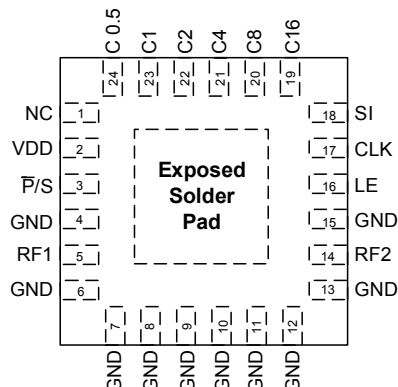 C 0.5 C1 C2 C4 C8 C16
24 23 22 21 20 19
NC 1 18 SI
VDD 2 17 CLK
P̅/S 3 16 LE
GND 4 15 GND
RF1 5 14 RF2
GND 6 13 GND
Exposed
Solder
Pad
7 8 9 10 11 12
GND GND GND GND GND GND